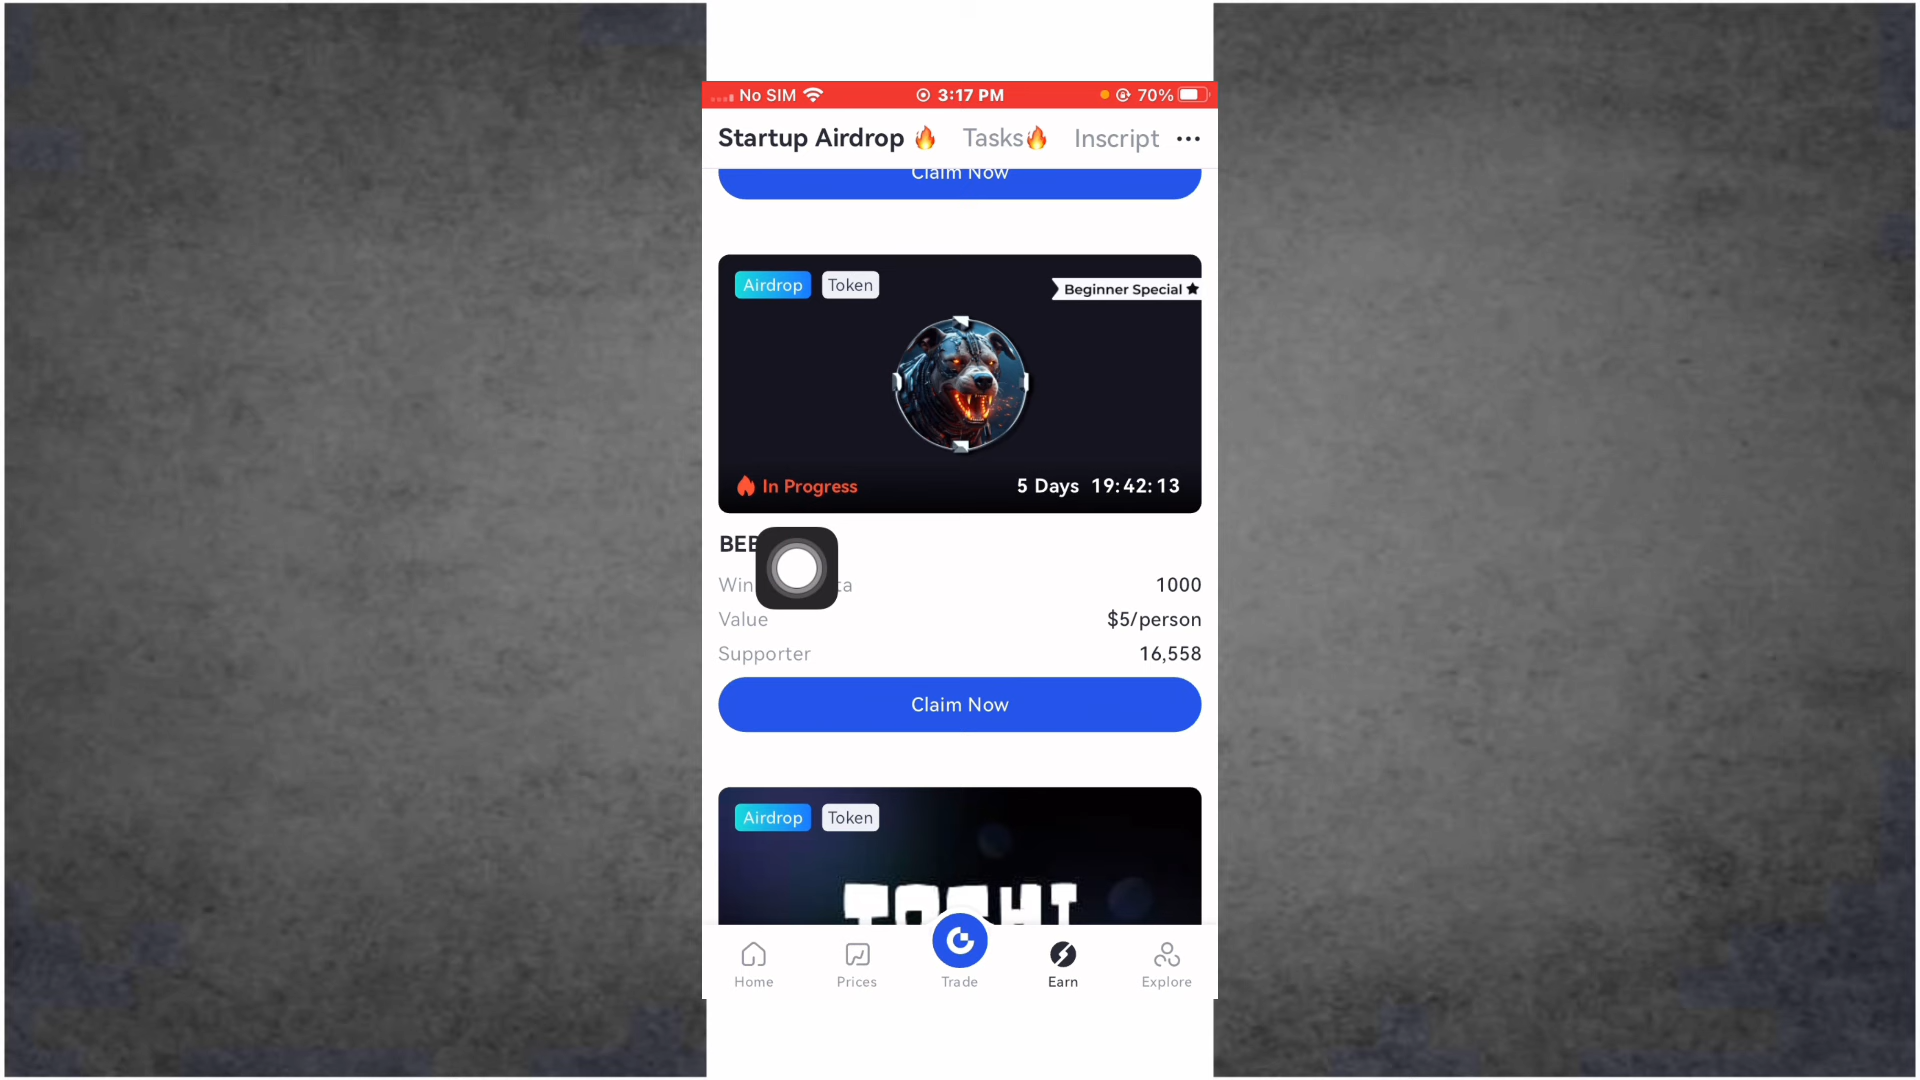 No SIM 3:17 PM 70%
Startup Airdrop 🔥 Tasks🔥 Inscript ···
Claim Now
Airdrop Token Beginner Special ★
In Progress 5 Days 19:42:13
1000
Value $5/person
Supporter 16,558
Claim Now
Airdrop Token
TOSHI
Home Prices Trade Earn Explore